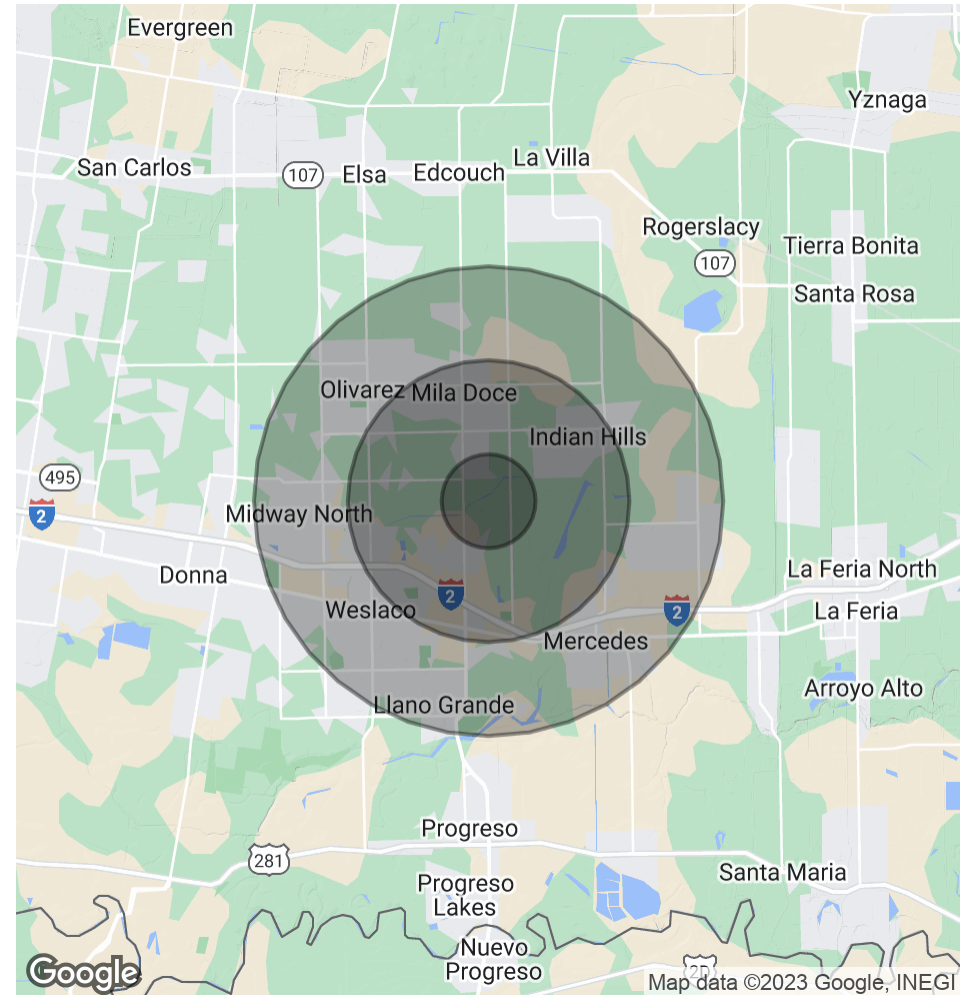 Evergreen
Yznaga
La Villa
San Carlos
107
Elsa
Edcouch
Rogerslacy
Tierra Bonita
107
Santa Rosa
Olivarez
Mila Doce
Indian Hills
495
2
Midway North
Donna
La Feria North
2
Weslaco
2
La Feria
Mercedes
Arroyo Alto
Llano Grande
Progreso
281
Santa Maria
Progreso
Lakes
Nuevo
Progreso
2D
Google
Map data ©2023 Google, INEGI